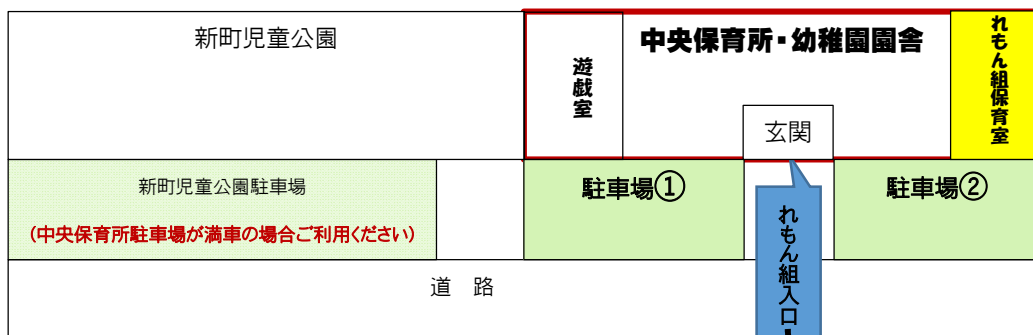 新町児童公園
中央保育所・幼稚園園舎
遊戯室
れもん組保育室
玄関
新町児童公園駐車場
(中央保育所駐車場が満車の場合ご利用ください)
駐車場①
駐車場②
れもん組入口
道 路